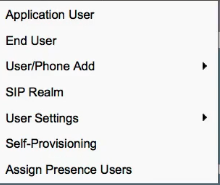 Application User
End User
User/Phone Add
SIP Realm
User Settings
Self-Provisioning
Assign Presence Users